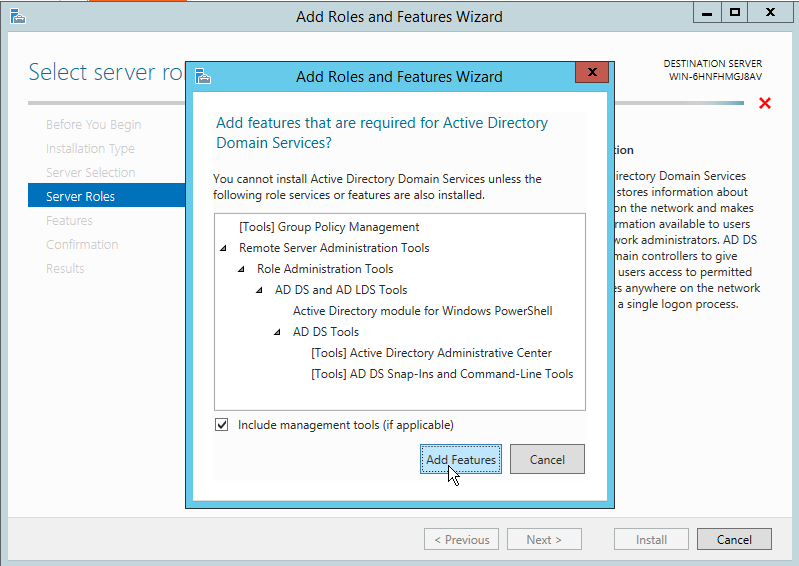 Add Roles and Features Wizard
Select server ro
DESTINATION SERVER
WIN-6HNFHMGJ8AV
Before You Begin
Installation Type
Server Selection
Server Roles
Features
Confirmation
Results
Add Roles and Features Wizard
Add features that are required for Active Directory
Domain Services?
You cannot install Active Directory Domain Services unless the
following role services or features are also installed.
[Tools] Group Policy Management
Remote Server Administration Tools
Role Administration Tools
AD DS and AD LDS Tools
Active Directory module for Windows PowerShell
AD DS Tools
[Tools] Active Directory Administrative Center
[Tools] AD DS Snap-Ins and Command-Line Tools
Include management tools (if applicable)
Add Features
Cancel
tion
irectory Domain Services
stores information about
on the network and makes
rmation available to users
work administrators. AD DS
main controllers to give
users access to permitted
es anywhere on the network
a single logon process.
< Previous
Next >
Install
Cancel